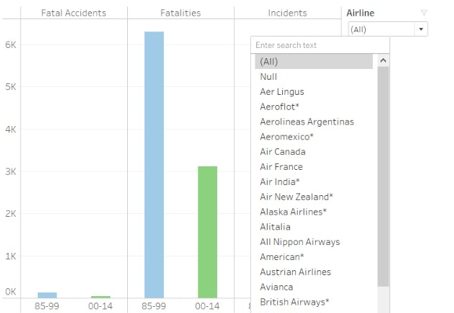 Fatal Accidents Fatalities Incidents Airline
(All)
Enter search text
(All)
Null
Aer Lingus
Aeroflot*
Aerolineas Argentinas
Aeromexico*
Air Canada
Air France
Air India*
Air New Zealand*
Alaska Airlines*
Alitalia
All Nippon Airways
American*
Austrian Airlines
Avianca
British Airways*
6K
5K
4K
3K
2K
1K
0K
85-99 00-14 85-99 00-14